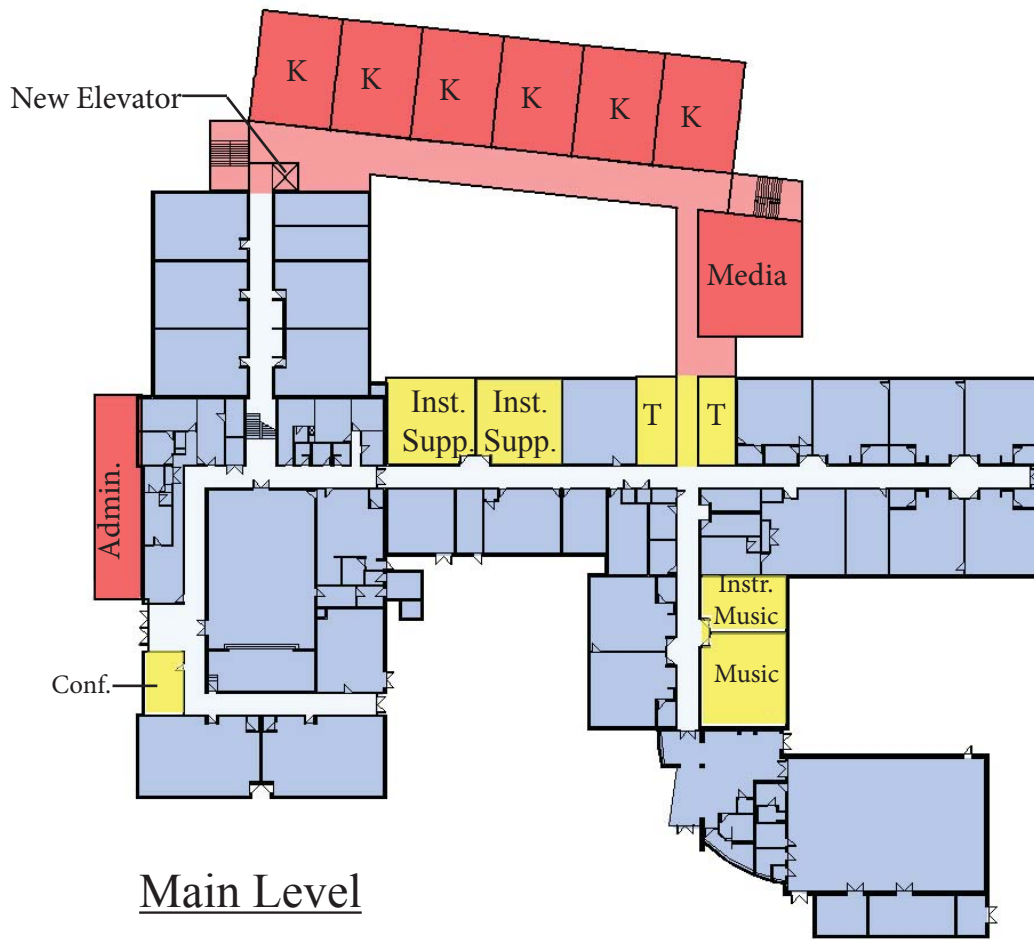 K
K
K
K
K
K
New Elevator
Media
Inst.
Supp.
Inst.
Supp.
T
T
Admin.
Instr.
Music
Music
Conf.
Main Level